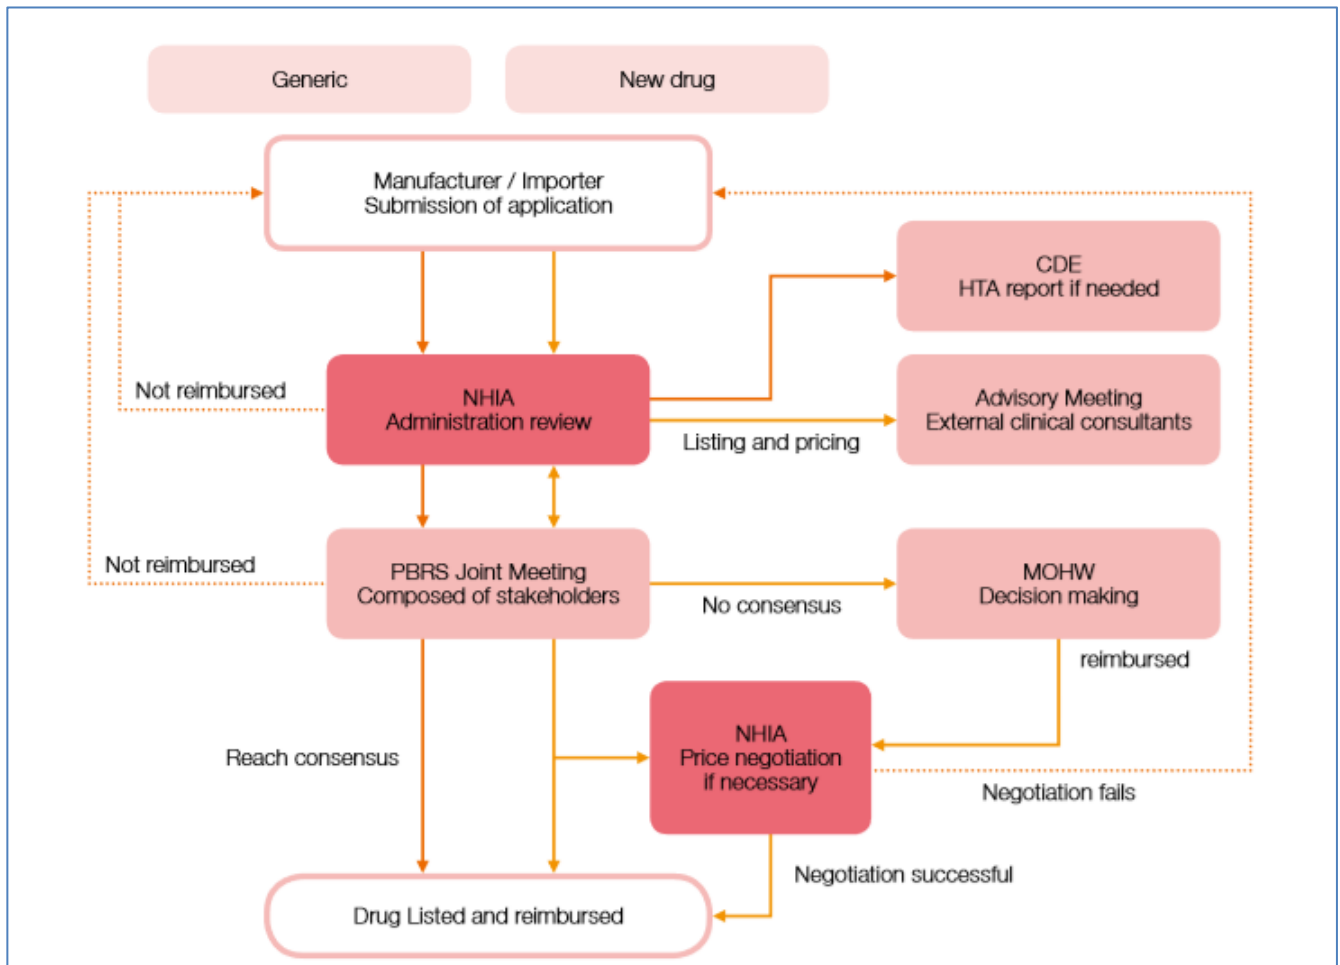 Generic
New drug
Manufacturer / Importer
Submission of application
CDE
HTA report if needed
Not reimbursed
NHIA
Administration review
Advisory Meeting
External clinical consultants
Listing and pricing
Not reimbursed
PBRS Joint Meeting
Composed of stakeholders
No consensus
MOHW
Decision making
reimbursed
Reach consensus
NHIA
Price negotiation
if necessary
Negotiation fails
Negotiation successful
Drug Listed and reimbursed